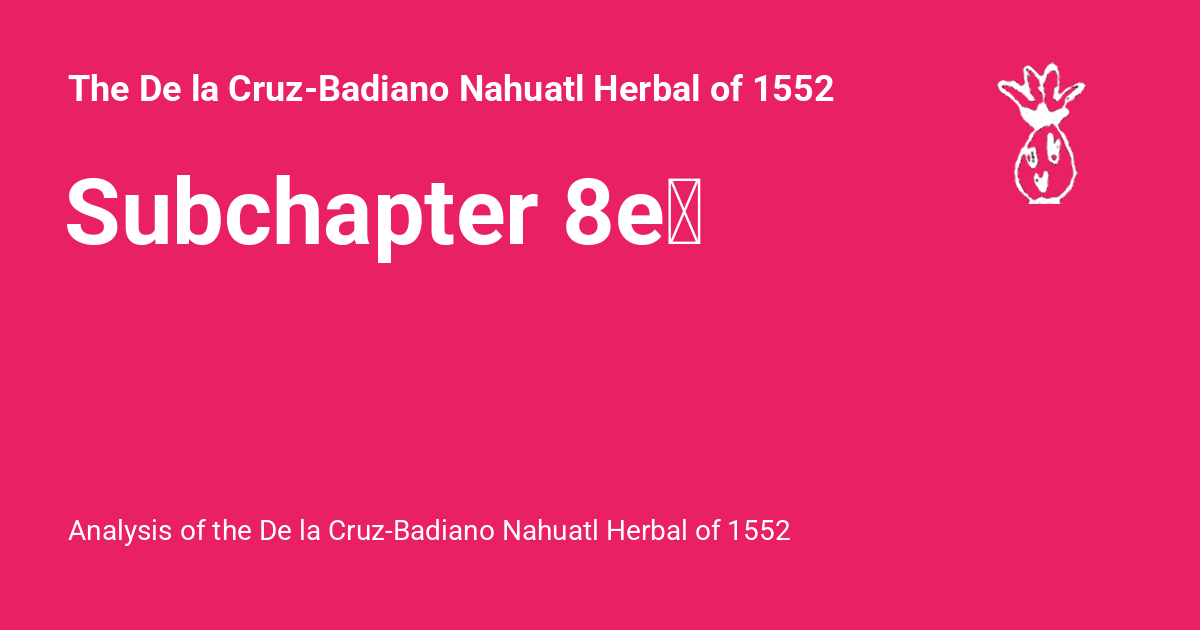 The De la Cruz-Badiano Nahuatl Herbal of 1552
Subchapter 8e
Analysis of the De la Cruz-Badiano Nahuatl Herbal of 1552